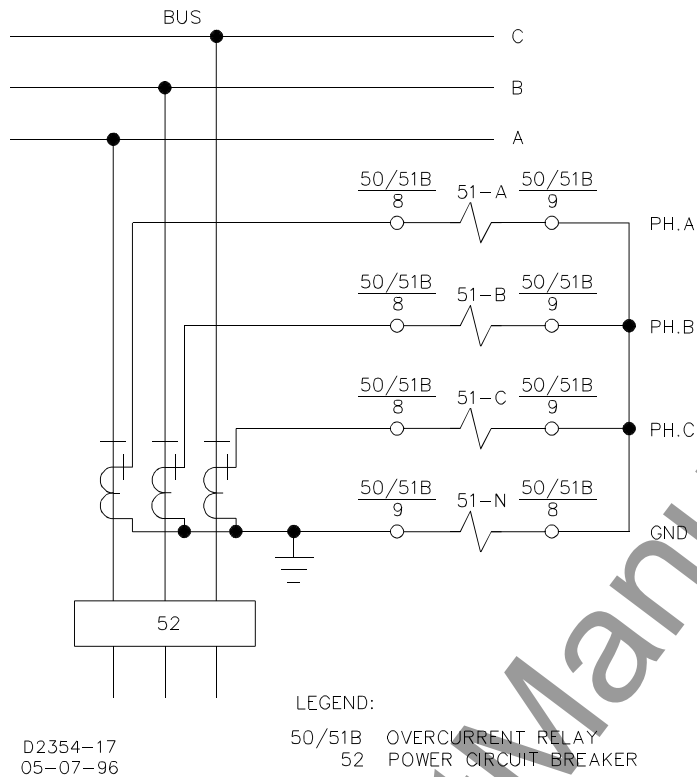 BUS
C
B
A
50/51B 51-A 50/51B
8 9
PH.A
50/51B 51-B 50/51B
8 9
PH.B
50/51B 51-C 50/51B
8 9
PH.C
50/51B 51-N 50/51B
9 8
GND
52
LEGEND:
50/51B OVERCURRENT RELAY
52 POWER CIRCUIT BREAKER
D2354-17
05-07-96